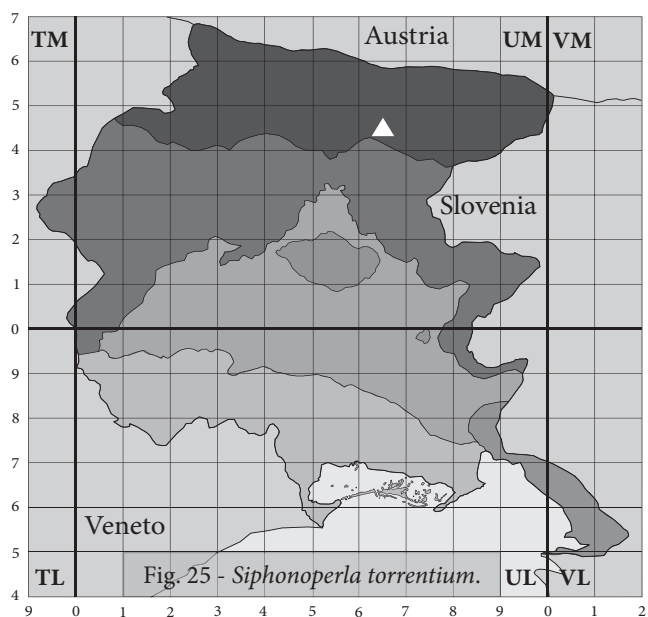 7
TM Austria UM VM
6
5
4
3
Slovenia
2
1
0
9
8
7
6
Veneto
5
TL Fig. 25 - Siphonoperla torrentium. UL VL
4
9 0 1 2 3 4 5 6 7 8 9 0 1 2